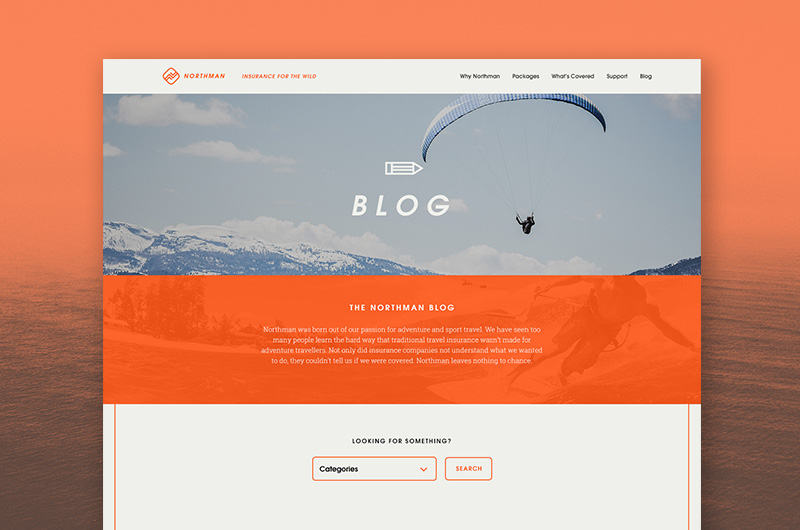 NORTHMAN INSURANCE FOR THE WILD Why Northman Packages What's Covered Support Blog
BLOG
THE NORTHMAN BLOG
Northman was born out of our passion for adventure and sport travel. We have seen too
many people learn the hard way that traditional travel insurance wasn't made for
adventure travellers. Not only did insurance companies not understand what we wanted
to do, they couldn't tell us if we were covered. Northman leaves nothing to chance.
LOOKING FOR SOMETHING?
Categories SEARCH